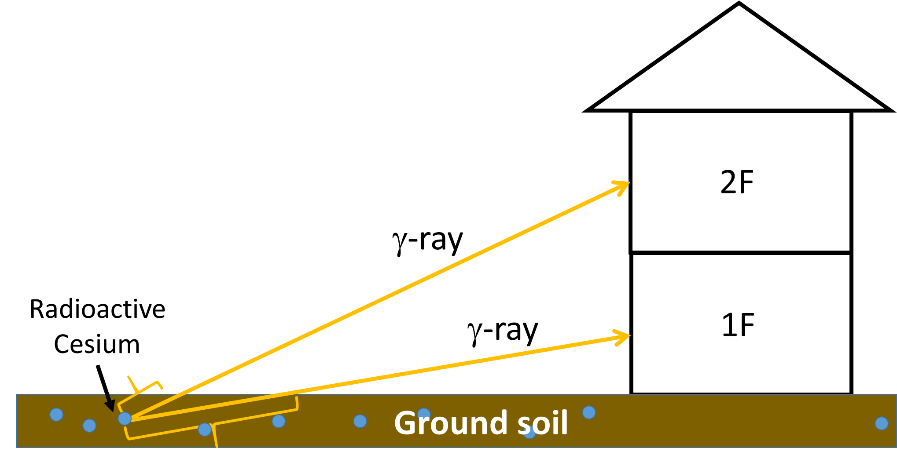 2F
γ-ray
Radioactive
Cesium
γ-ray
1F
Ground soil